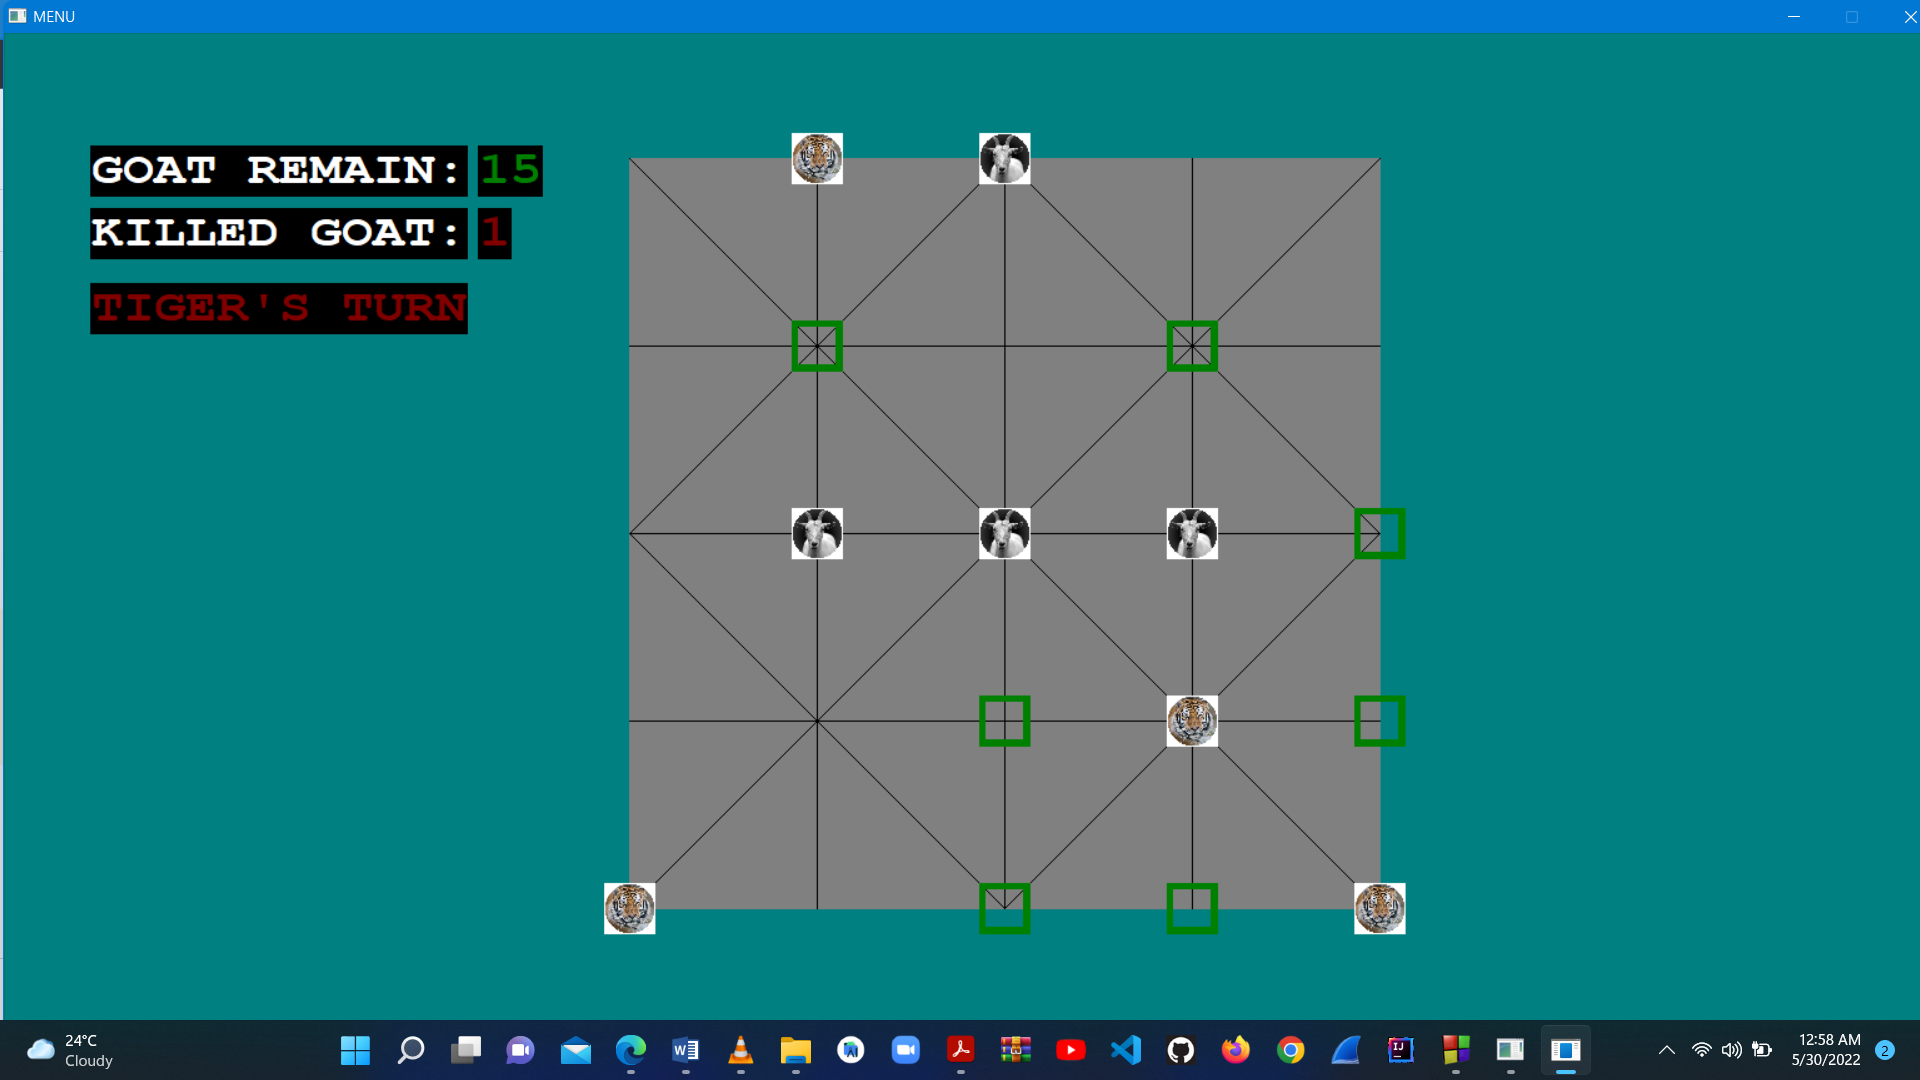 MENU
GOAT REMAIN: 15
KILLED GOAT: 1
TIGER'S TURN
24°C
Cloudy
12:58 AM
5/30/2022
2